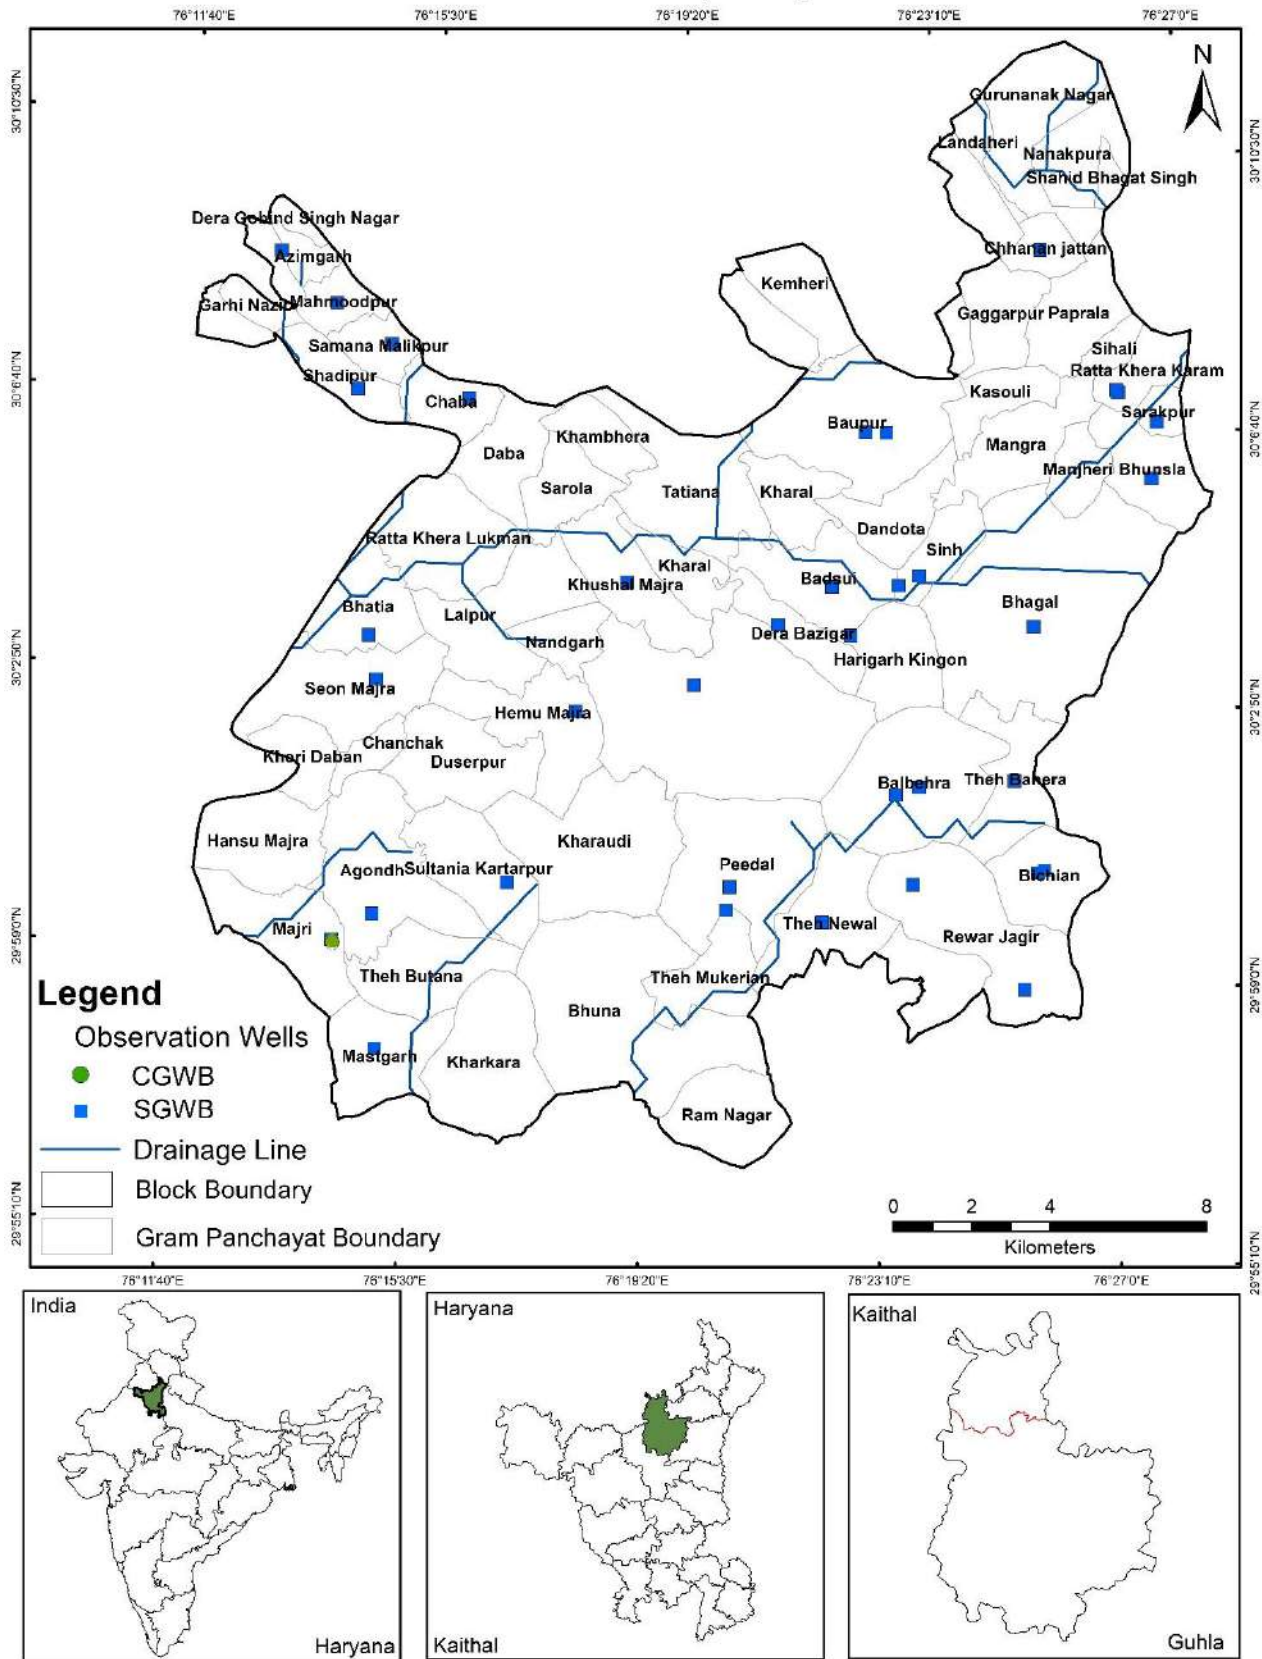 76°11'40"E 76°15'30"E 76°19'20"E 76°23'10"E 76°27'0"E
N
30°10'30"N
30°10'30"N
Gurunanak Nagar
Landaheri
Nanakpura
Shahid Bhagat Singh
Dera Gobind Singh Nagar
Chhanan jattan
Azimgarh
Kemheri
Garhi Nazir
Mahmoodpur
Gaggarpur Paprala
Samana Malikpur
Sihali
Shadipur
Ratta Khera Karam
30°6'40"N
30°6'40"N
Chaba
Kasouli
Sarakpur
Baupur
Khambhera
Mangra
Daba
Manjheri Bhunsla
Sarola
Tatiana
Kharal
Dandota
Ratta Khera Lukman
Sinh
Kharal
Khushal Majra
Badsui
Bhatia
Lalpur
Bhagal
Nandgarh
Dera Bazigar
30°2'50"N
30°2'50"N
Harigarh Kingon
Seon Majra
Hemu Majra
Chanchak
Kheri Daban
Duserpur
Balbehra
Theh Bahera
Hansu Majra
Kharaudi
Agondh
Sultania Kartarpur
Peedal
Bichian
Majri
Theh Newal
Rewar Jagir
29°59'0"N
29°59'0"N
Theh Butana
Theh Mukerian
Bhuna
Mastgarh
Kharkara
Ram Nagar
Legend
Observation Wells
CGWB
SGWB
Drainage Line
Block Boundary
Gram Panchayat Boundary
29°55'10"N
29°55'10"N
0 2 4 8
Kilometers
76°11'40"E 76°15'30"E 76°19'20"E 76°23'10"E 76°27'0"E
India
Haryana
Haryana
Kaithal
Kaithal
Guhla